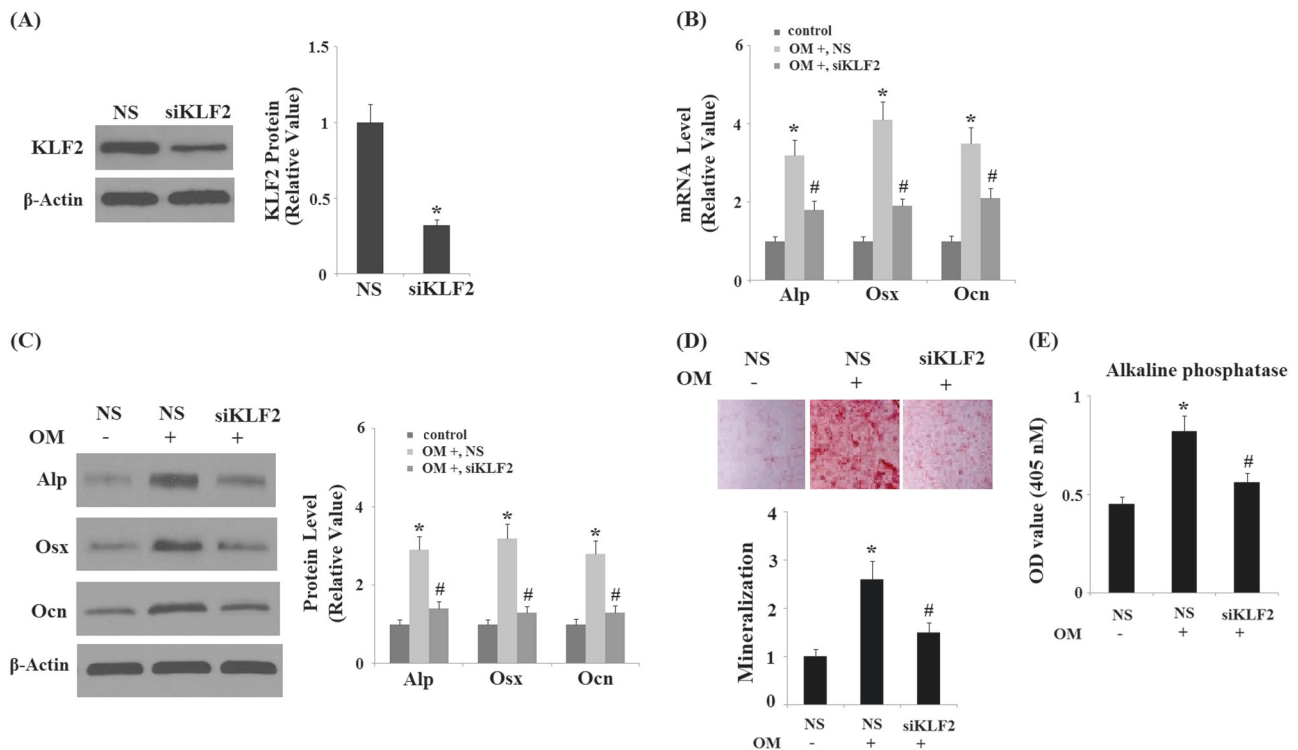 (A)
NS siKLF2
KLF2
β-Actin
KLF2 Protein
(Relative Value)
1.5
1
0.5
0
*
NS siKLF2
(B)
control
OM +, NS
OM +, siKLF2
mRNA Level
(Relative Value)
6
4
2
0
* # * # * #
Alp Osx Ocn
(C)
NS NS siKLF2
OM - + +
Alp
Osx
Ocn
β-Actin
control
OM +, NS
OM +, siKLF2
Protein Level
(Relative Value)
6
4
2
0
* # * # * #
Alp Osx Ocn
(D)
NS NS siKLF2
OM - + +
Mineralization
4
3
2
1
0
* #
NS NS siKLF2
OM - + +
(E)
Alkaline phosphatase
OD value (405 nM)
1
0.5
0
* #
NS NS siKLF2
OM - + +